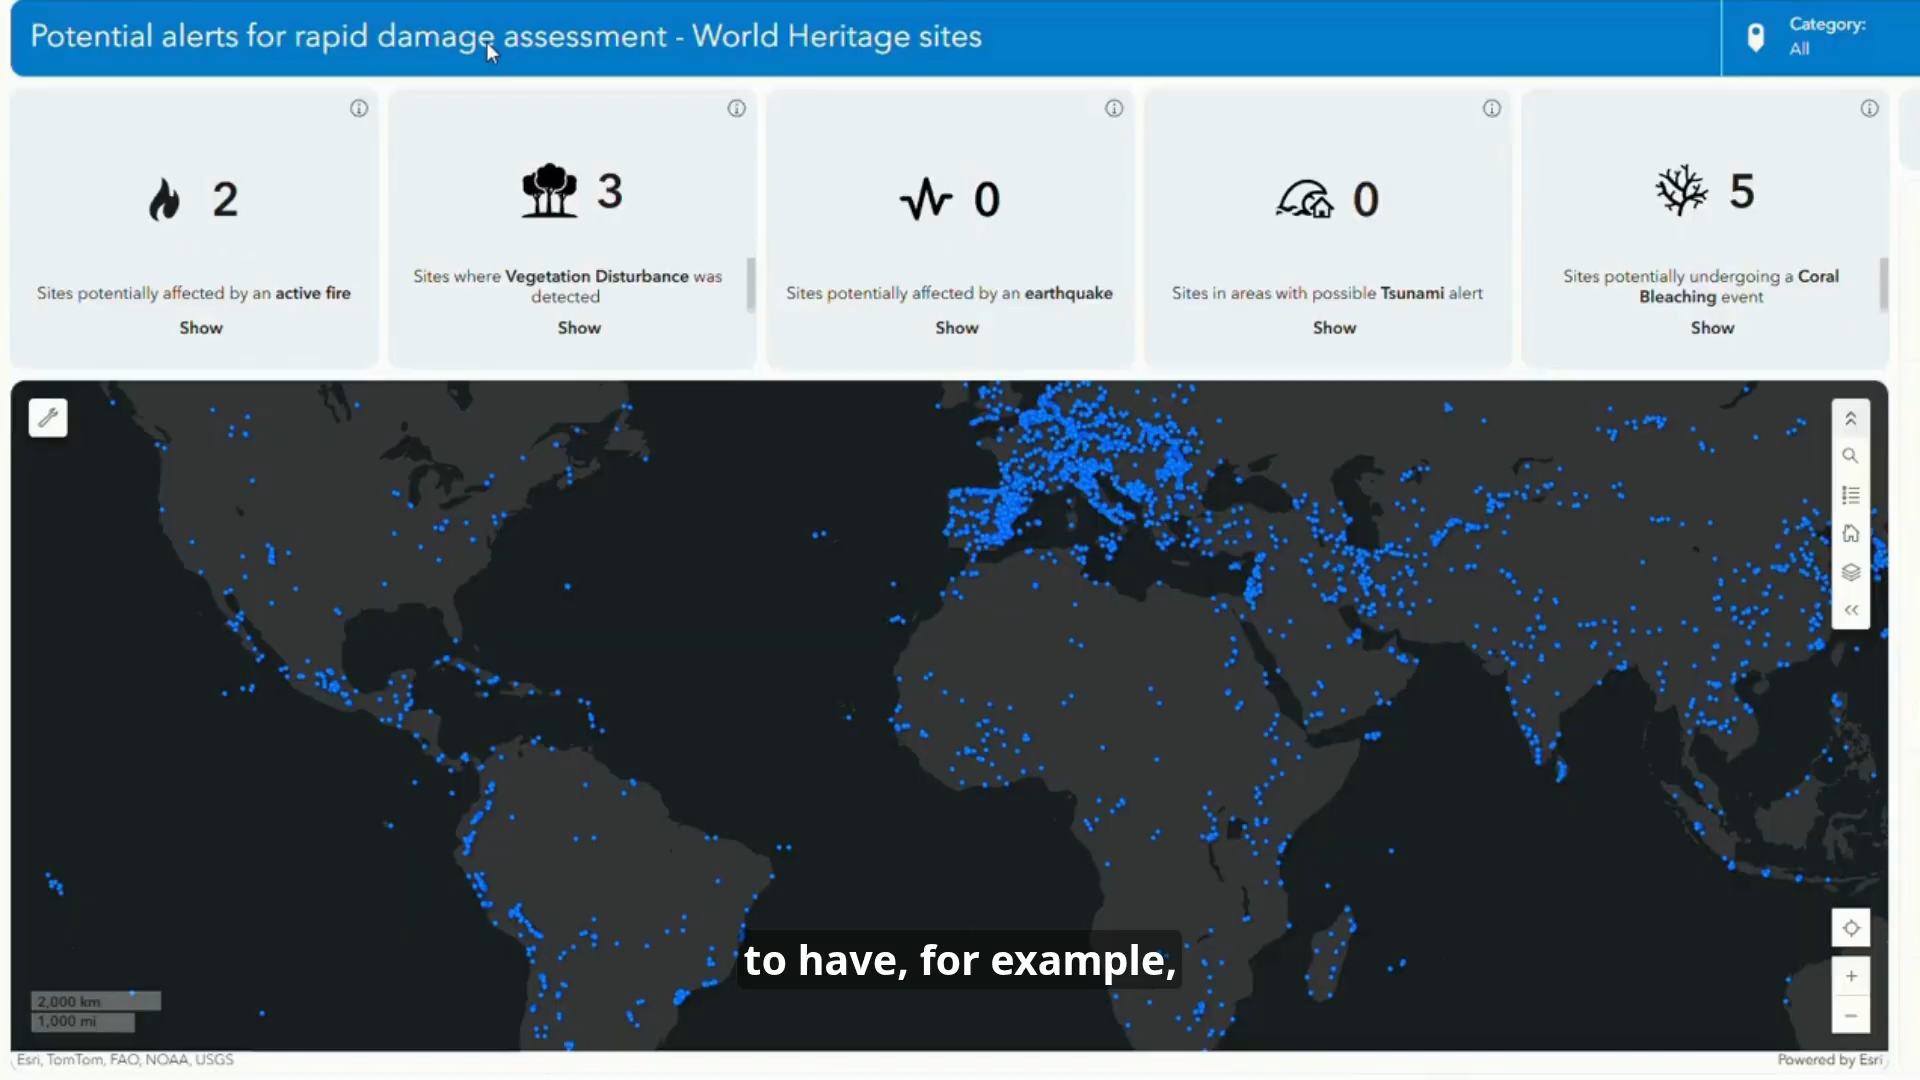 Potential alerts for rapid damage assessment - World Heritage sites
Category:
All
2
Sites potentially affected by an active fire
Show
3
Sites where Vegetation Disturbance was
detected
Show
0
Sites potentially affected by an earthquake
Show
0
Sites in areas with possible Tsunami alert
Show
5
Sites potentially undergoing a Coral
Bleaching event
Show
to have, for example,
2,000 km
1,000 mi
Esri, TomTom, FAO, NOAA, USGS
Powered by Esri